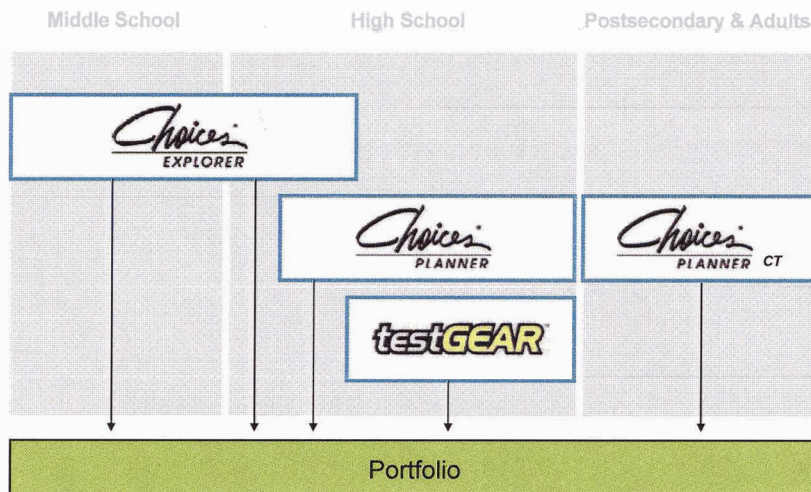 Middle School
High School
Postsecondary & Adults
Choices
EXPLORER
Choices
PLANNER
Choices
PLANNER CT
testGEAR
Portfolio